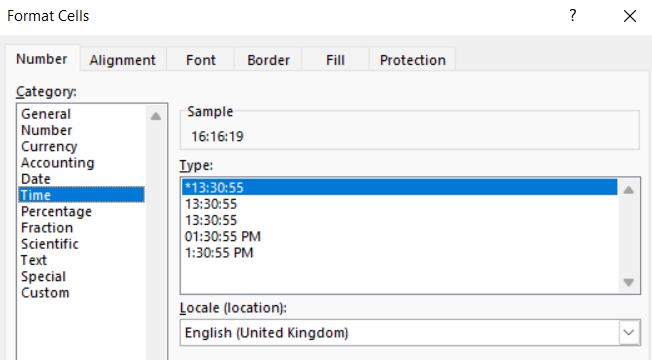 Format Cells ?
Number Alignment Font Border Fill Protection
Category:
General
Number
Currency
Accounting
Date
Time
Percentage
Fraction
Scientific
Text
Special
Custom
Sample
16:16:19
Type:
*13:30:55
13:30:55
13:30:55
01:30:55 PM
1:30:55 PM
Locale (location):
English (United Kingdom)